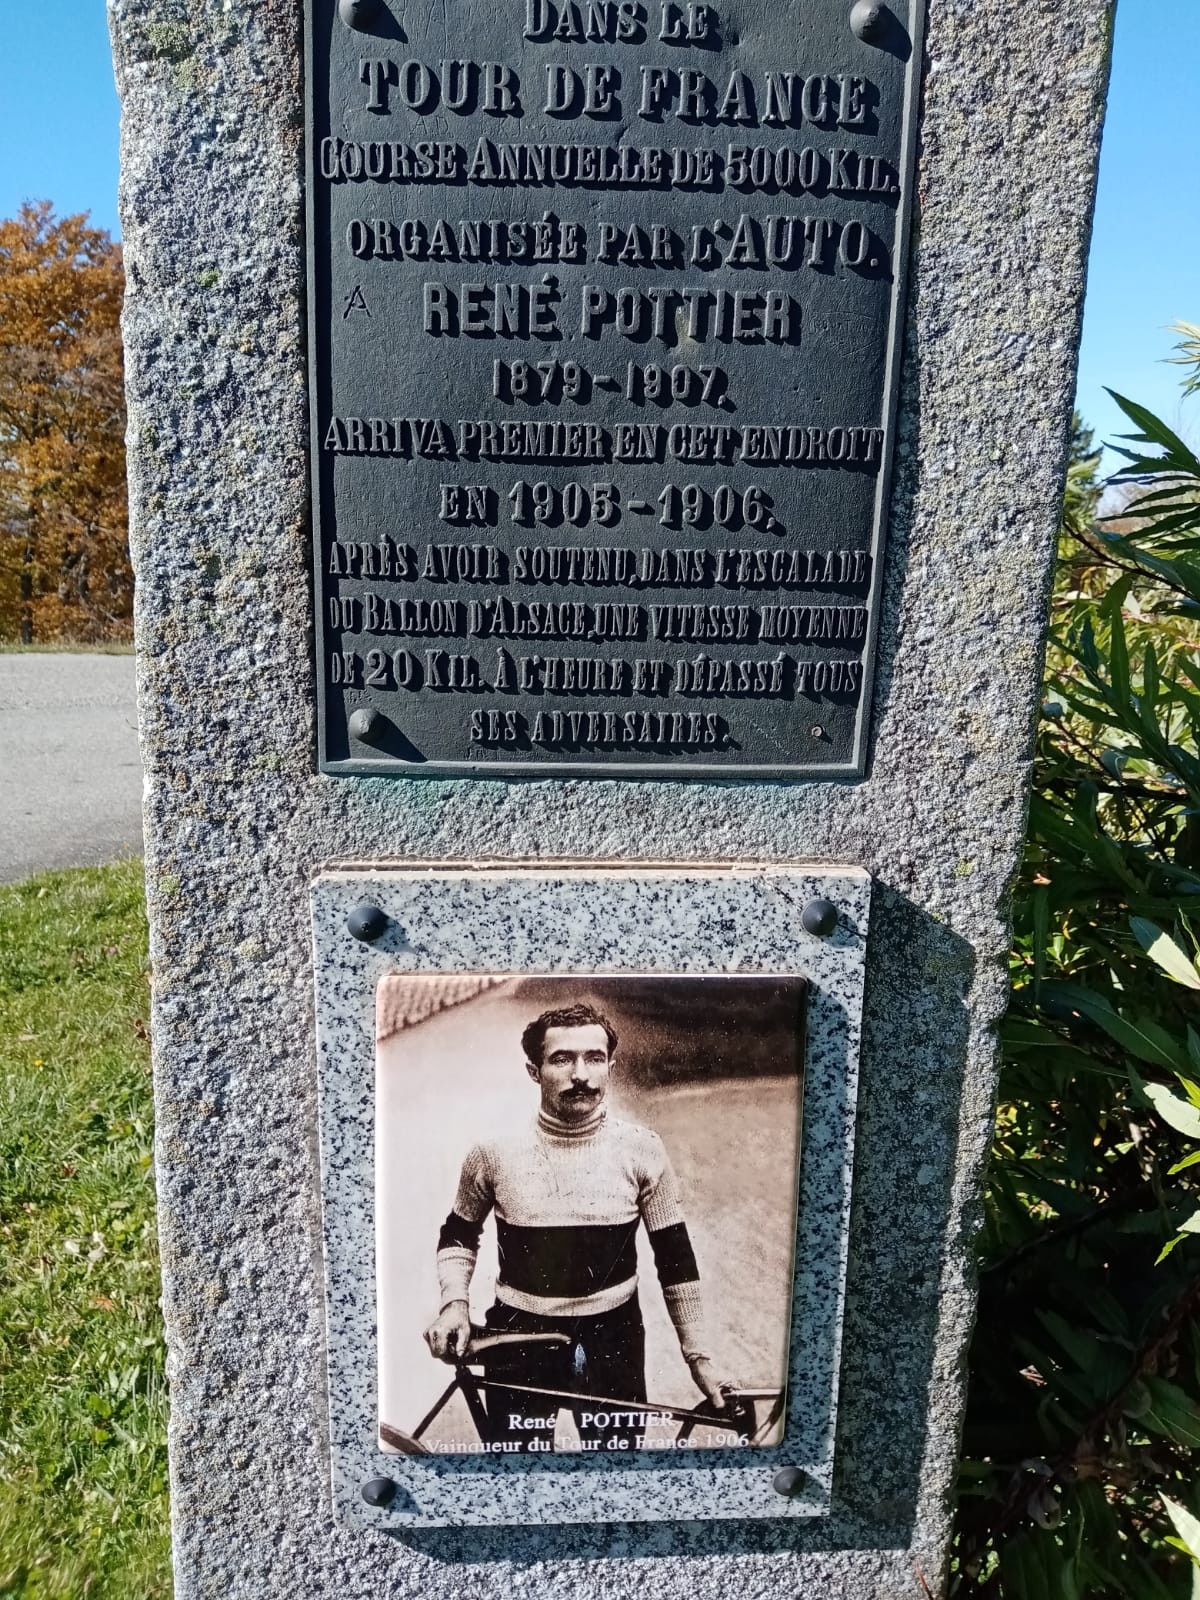 DANS LE
TOUR DE FRANCE
COURSE ANNUELLE DE 5000 KIL.
ORGANISÉE PAR L'AUTO.
RENÉ POTTIER
1879-1907.
ARRIVA PREMIER EN CET ENDROIT
EN 1905-1906,
APRÈS AVOIR SOUTENU, DANS L'ESCALADE
DU BALLON D'ALSACE, UNE VITESSE MOYENNE
DE 20 KIL. À L'HEURE ET DÉPASSÉ TOUS
SES ADVERSAIRES.
René POTTIER
Vainqueur du Tour de France 1906